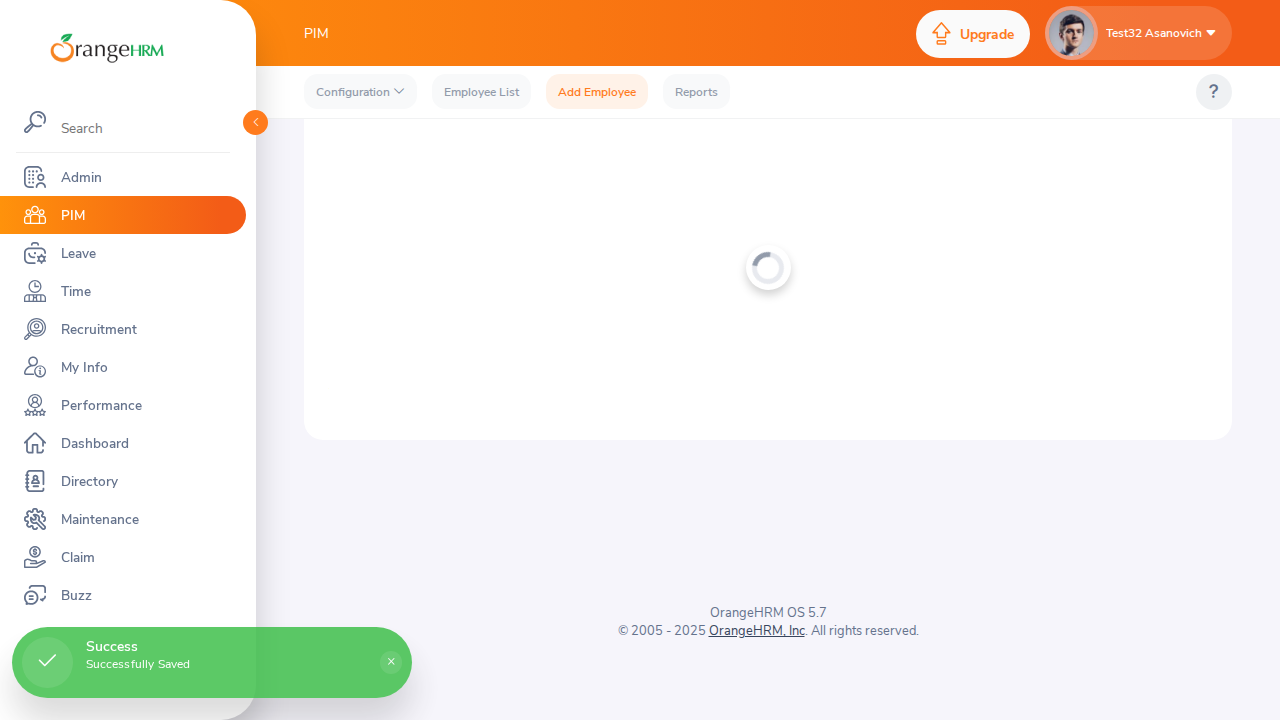 OrangeHRM
PIM
Upgrade
Test32 Asanovich
Configuration
Employee List
Add Employee
Reports
?
Search
Admin
PIM
Leave
Time
Recruitment
My Info
Performance
Dashboard
Directory
Maintenance
Claim
Buzz
OrangeHRM OS 5.7
© 2005 - 2025 OrangeHRM, Inc. All rights reserved.
Success
Successfully Saved
×